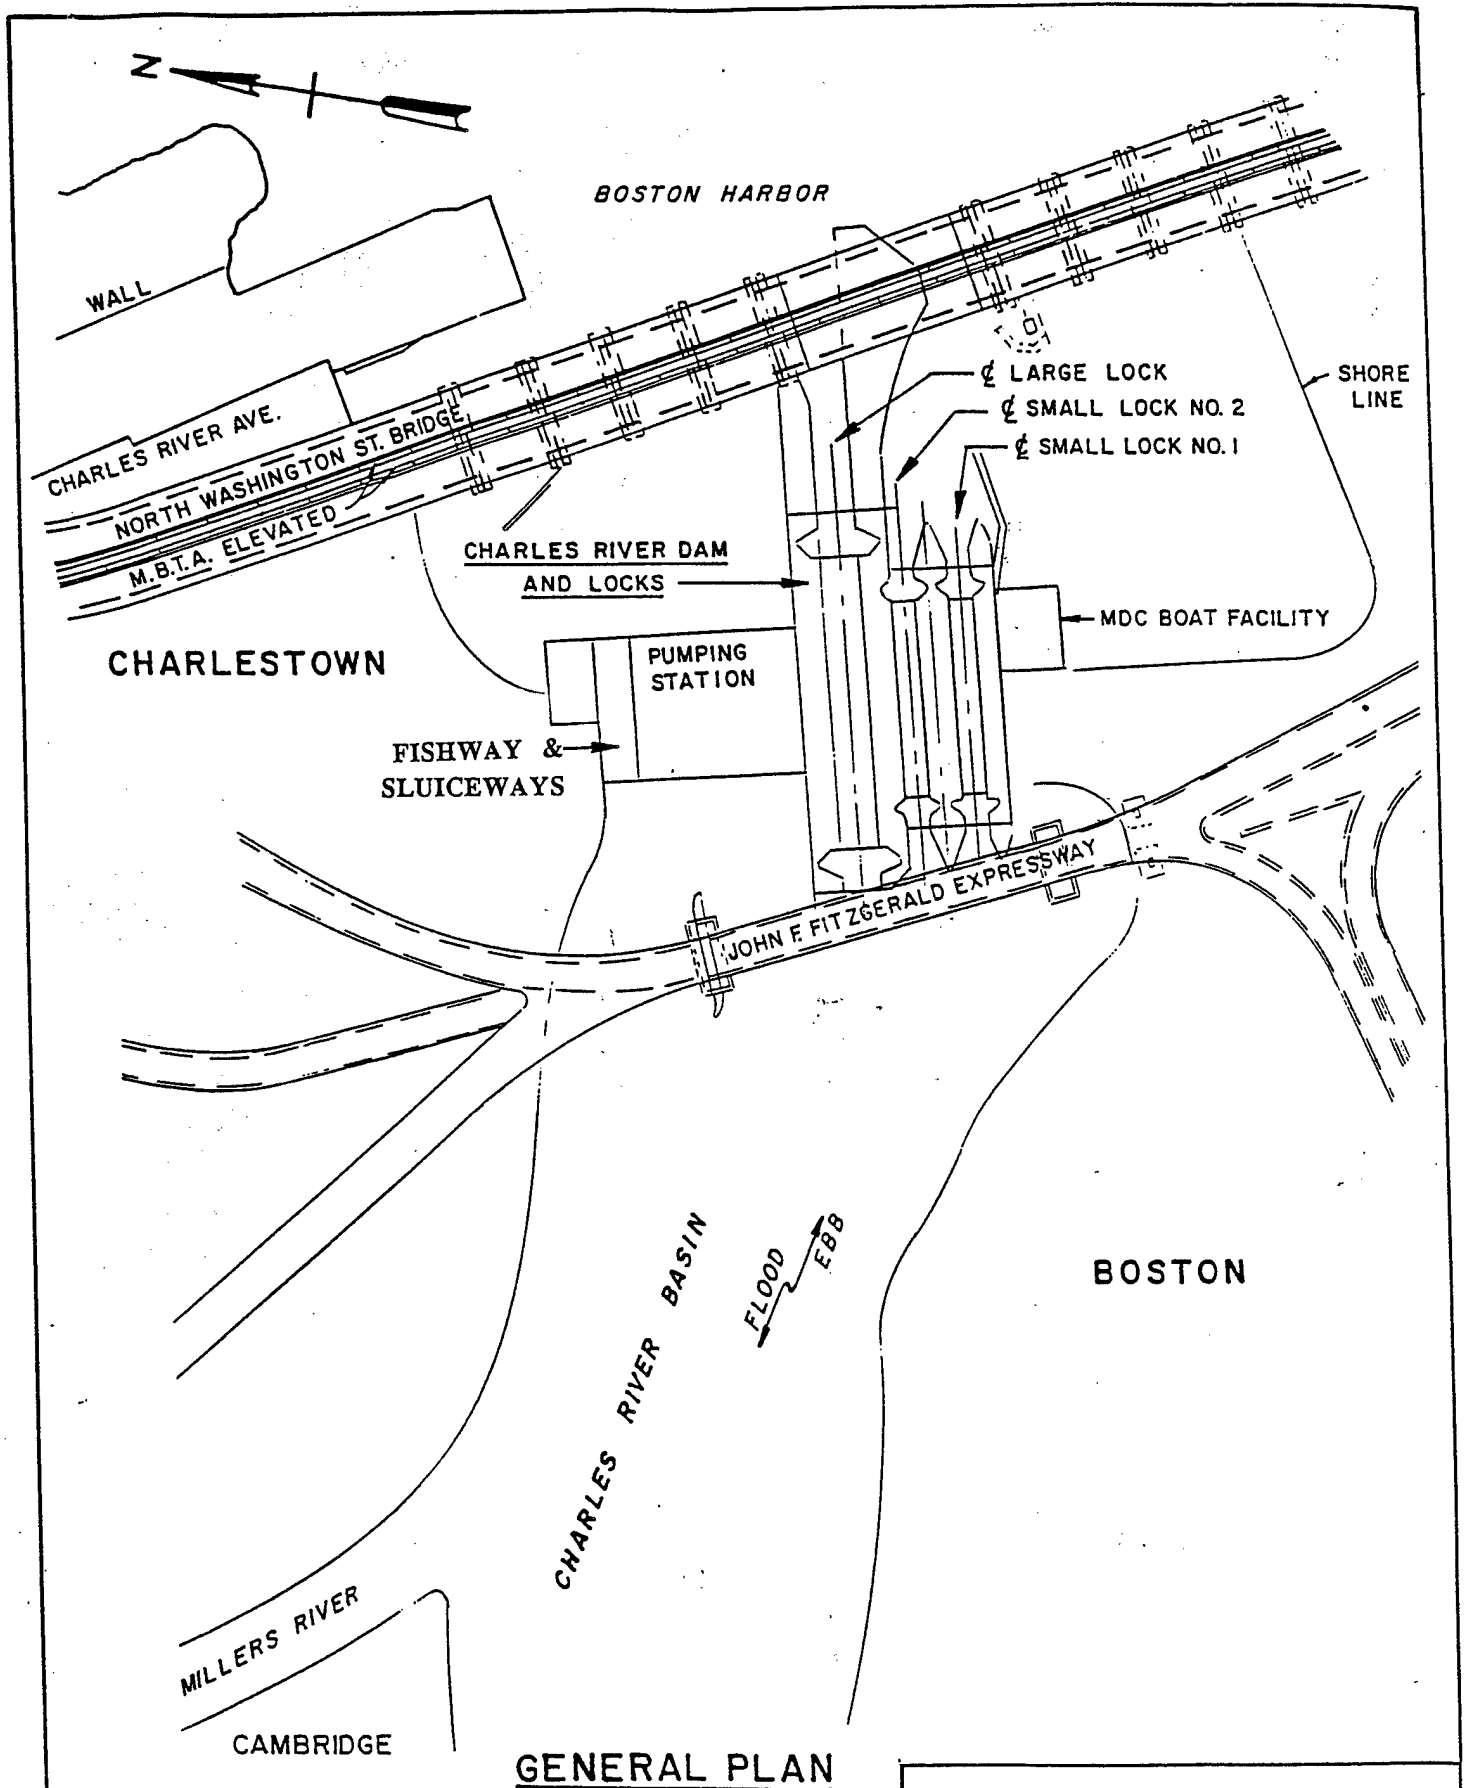 N
BOSTON HARBOR
WALL
CHARLES RIVER AVE.
NORTH WASHINGTON ST. BRIDGE
M.B.T.A. ELEVATED
℄ LARGE LOCK
℄ SMALL LOCK NO. 2
℄ SMALL LOCK NO. 1
SHORE
LINE
CHARLES RIVER DAM
AND LOCKS
MDC BOAT FACILITY
CHARLESTOWN
PUMPING
STATION
FISHWAY &
SLUICEWAYS
JOHN F. FITZGERALD EXPRESSWAY
FLOOD
EBB
CHARLES RIVER BASIN
BOSTON
MILLERS RIVER
CAMBRIDGE
GENERAL PLAN